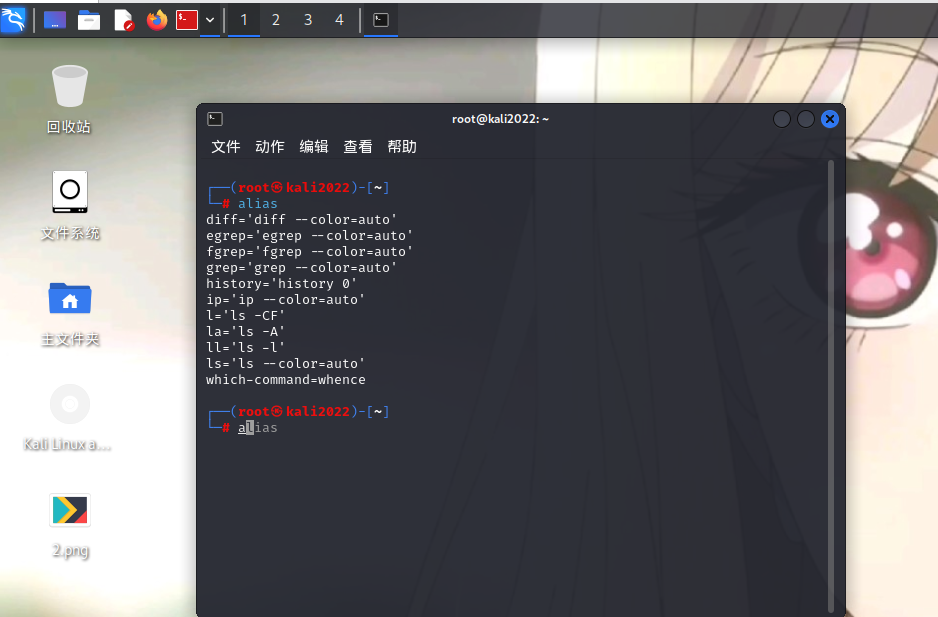 1 2 3 4
回收站
文件系统
主文件夹
Kali Linux a...
2.png
root@kali2022: ~
文件 动作 编辑 查看 帮助
┌──(root㉿kali2022)-[~]
└─# alias
diff='diff --color=auto'
egrep='egrep --color=auto'
fgrep='fgrep --color=auto'
grep='grep --color=auto'
history='history 0'
ip='ip --color=auto'
l='ls -CF'
la='ls -A'
ll='ls -l'
ls='ls --color=auto'
which-command=whence
┌──(root㉿kali2022)-[~]
└─# alias